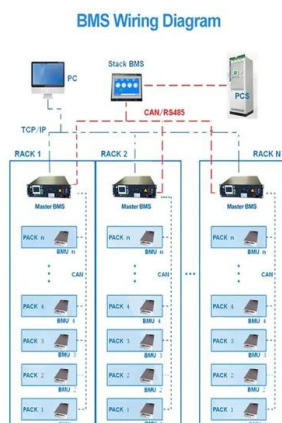 BMS Wiring Diagram
PC
Stack BMS
PCS
CAN/RS485
TCP/IP
RACK 1
RACK 2
RACK N
Master BMS
Master BMS
Master BMS
PACK n
BMU n
PACK n
BMU n
PACK n
BMU n
CAN
CAN
CAN
PACK 4
BMU 4
PACK 4
BMU 4
PACK 4
BMU 4
PACK 3
BMU 3
PACK 3
BMU 3
PACK 3
BMU 3
PACK 2
BMU 2
PACK 2
BMU 2
PACK 2
BMU 2
PACK 1
PACK 1
PACK 1